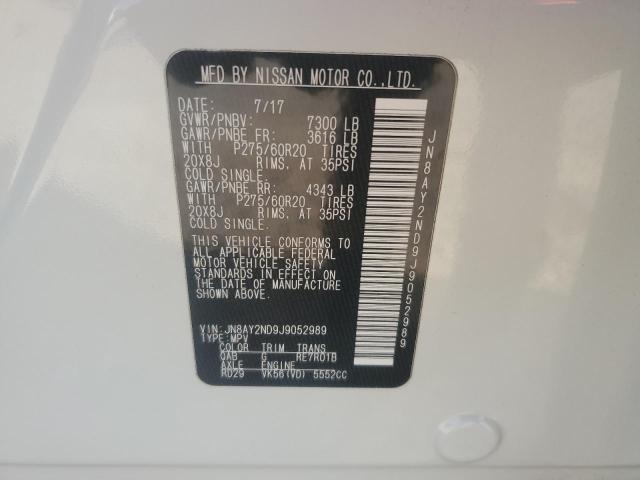 MFD BY NISSAN MOTOR CO.,LTD.
DATE: 7/17
GVWR/PNBV: 7300 LB
GAWR/PNBE FR: 3616 LB
WITH P275/60R20 TIRES
20X8J RIMS, AT 35PSI
COLD SINGLE.
GAWR/PNBE RR: 4343 LB
WITH P275/60R20 TIRES
20X8J RIMS, AT 35PSI
COLD SINGLE.
THIS VEHICLE CONFORMS TO
ALL APPLICABLE FEDERAL
MOTOR VEHICLE SAFETY
STANDARDS IN EFFECT ON
THE DATE OF MANUFACTURE
SHOWN ABOVE.
VIN:JN8AY2ND9J9052989
TYPE:MPV
COLOR TRIM TRANS
QAB G RE7R01B
AXLE ENGINE
RD29 VK56(VD) 5552CC
JN8AY2ND9J9052989